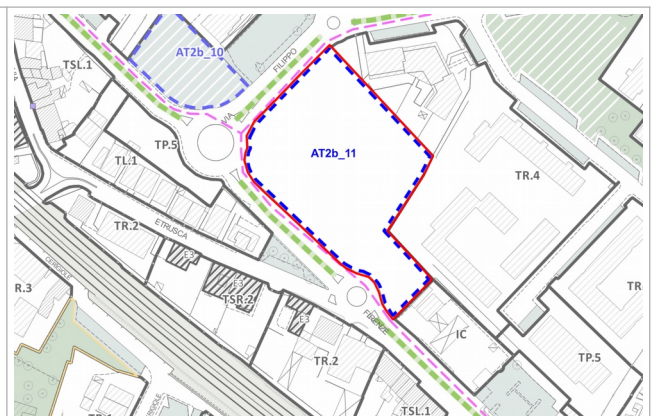 AT2b_10
TSL.1
VIA
FILIPPO
TP.5
AT2b_11
TL.1
TR.4
TR.2
ETRUSCA
E3
TR
E3
TSR.2
CERIGIOLE
R.3
E3
FIRENZE
IC
TR.2
TP.5
TSL.1